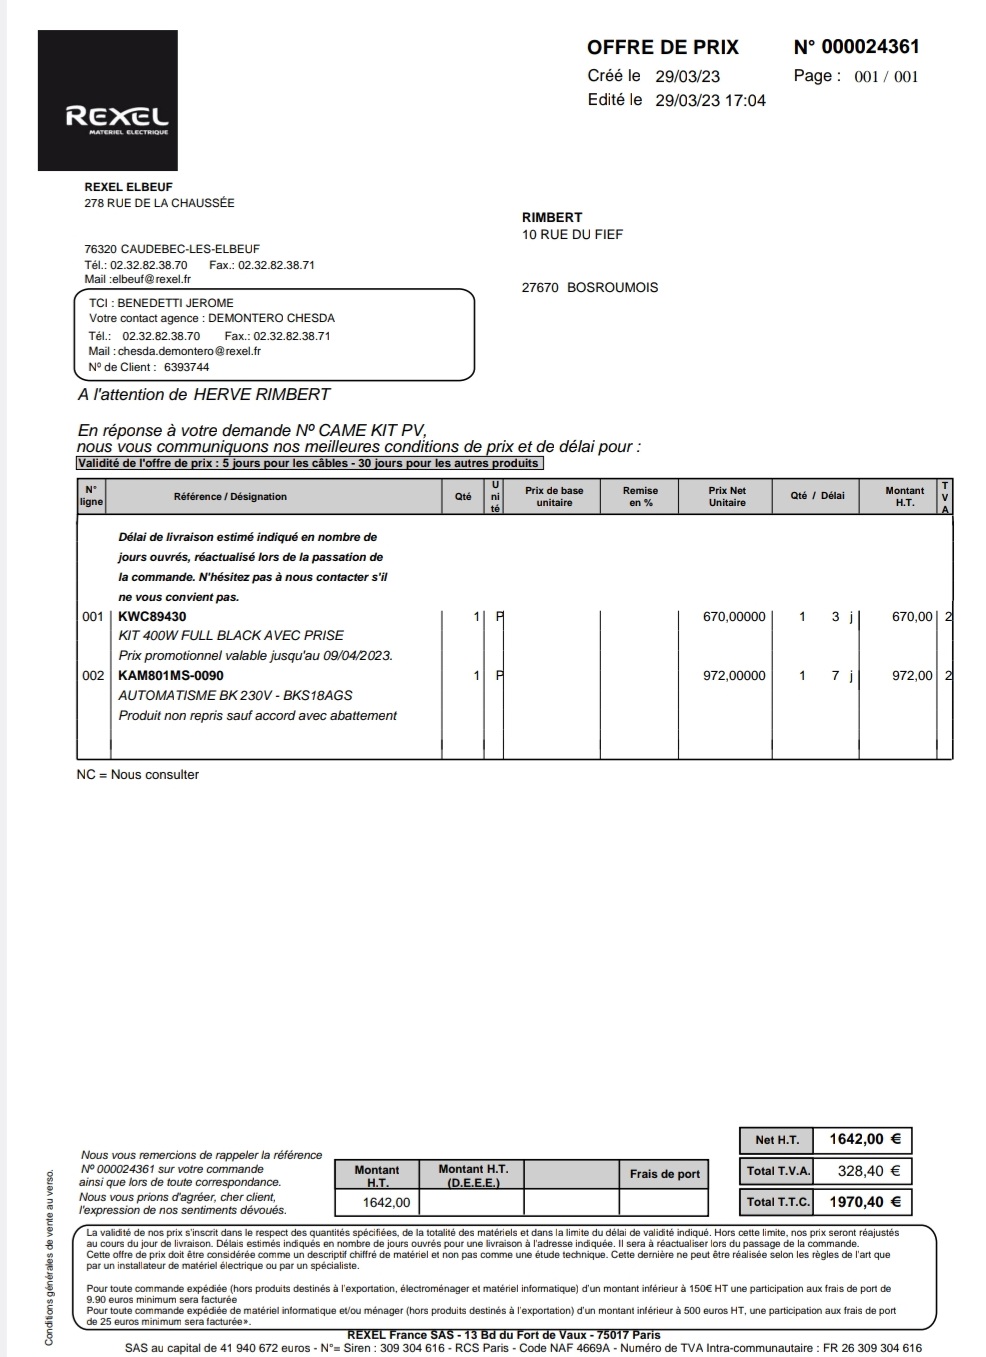 REXEL
MATERIEL ELECTRIQUE
OFFRE DE PRIX N° 000024361
Créé le 29/03/23 Page : 001 / 001
Edité le 29/03/23 17:04
REXEL ELBEUF
278 RUE DE LA CHAUSSÉE
76320 CAUDEBEC-LES-ELBEUF
Tél.: 02.32.82.38.70 Fax.: 02.32.82.38.71
Mail :elbeuf@rexel.fr
RIMBERT
10 RUE DU FIEF
27670 BOSROUMOIS
TCI : BENEDETTI JEROME
Votre contact agence : DEMONTERO CHESDA
Tél.: 02.32.82.38.70 Fax.: 02.32.82.38.71
Mail : chesda.demontero@rexel.fr
Nº de Client : 6393744
A l'attention de HERVE RIMBERT
En réponse à votre demande Nº CAME KIT PV,
nous vous communiquons nos meilleures conditions de prix et de délai pour :
Validité de l'offre de prix : 5 jours pour les câbles - 30 jours pour les autres produits
N° ligne Référence / Désignation Qté Unité Prix de base unitaire Remise en % Prix Net Unitaire Qté / Délai Montant H.T. TVA
Délai de livraison estimé indiqué en nombre de
jours ouvrés, réactualisé lors de la passation de
la commande. N'hésitez pas à nous contacter s'il
ne vous convient pas.
001 KWC89430 1 P 670,00000 1 3 j 670,00 2
KIT 400W FULL BLACK AVEC PRISE
Prix promotionnel valable jusqu'au 09/04/2023.
002 KAM801MS-0090 1 P 972,00000 1 7 j 972,00 2
AUTOMATISME BK 230V - BKS18AGS
Produit non repris sauf accord avec abattement
NC = Nous consulter
Nous vous remercions de rappeler la référence
Nº 000024361 sur votre commande
ainsi que lors de toute correspondance.
Nous vous prions d'agréer, cher client,
l'expression de nos sentiments dévoués.
Montant H.T. Montant H.T. (D.E.E.E.) Frais de port
1642,00
Net H.T. 1642,00 €
Total T.V.A. 328,40 €
Total T.T.C. 1970,40 €
Conditions générales de vente au verso.
La validité de nos prix s'inscrit dans le respect des quantités spécifiées, de la totalité des matériels et dans la limite du délai de validité indiqué. Hors cette limite, nos prix seront réajustés
au cours du jour de livraison. Délais estimés indiqués en nombre de jours ouvrés pour une livraison à l'adresse indiquée. Il sera à réactualiser lors du passage de la commande.
Cette offre de prix doit être considérée comme un descriptif chiffré de matériel et non pas comme une étude technique. Cette dernière ne peut être réalisée selon les règles de l'art que
par un installateur de matériel électrique ou par un spécialiste.
Pour toute commande expédiée (hors produits destinés à l'exportation, électroménager et matériel informatique) d'un montant inférieur à 150€ HT une participation aux frais de port de
9.90 euros minimum sera facturée
Pour toute commande expédiée de matériel informatique et/ou ménager (hors produits destinés à l'exportation) d'un montant inférieur à 500 euros HT, une participation aux frais de port
de 25 euros minimum sera facturée».
REXEL France SAS - 13 Bd du Fort de Vaux - 75017 Paris
SAS au capital de 41 940 672 euros - N°= Siren : 309 304 616 - RCS Paris - Code NAF 4669A - Numéro de TVA Intra-communautaire : FR 26 309 304 616